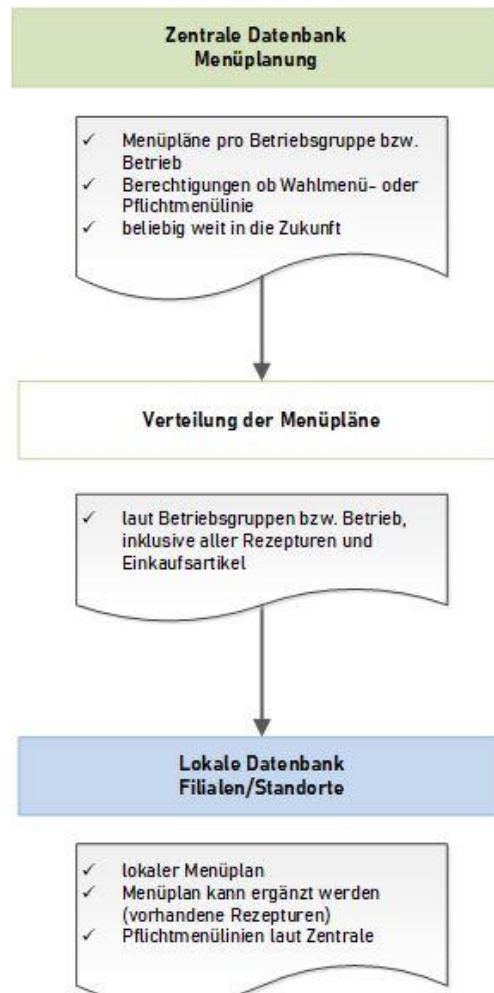 Zentrale Datenbank
Menüplanung
✓ Menüpläne pro Betriebsgruppe bzw.
Betrieb
✓ Berechtigungen ob Wahlmenü- oder
Pflichtmenülinie
✓ beliebig weit in die Zukunft
Verteilung der Menüpläne
✓ laut Betriebsgruppen bzw. Betrieb,
inklusive aller Rezepturen und
Einkaufsartikel
Lokale Datenbank
Filialen/Standorte
✓ lokaler Menüplan
✓ Menüplan kann ergänzt werden
(vorhandene Rezepturen)
✓ Pflichtmenülinien laut Zentrale